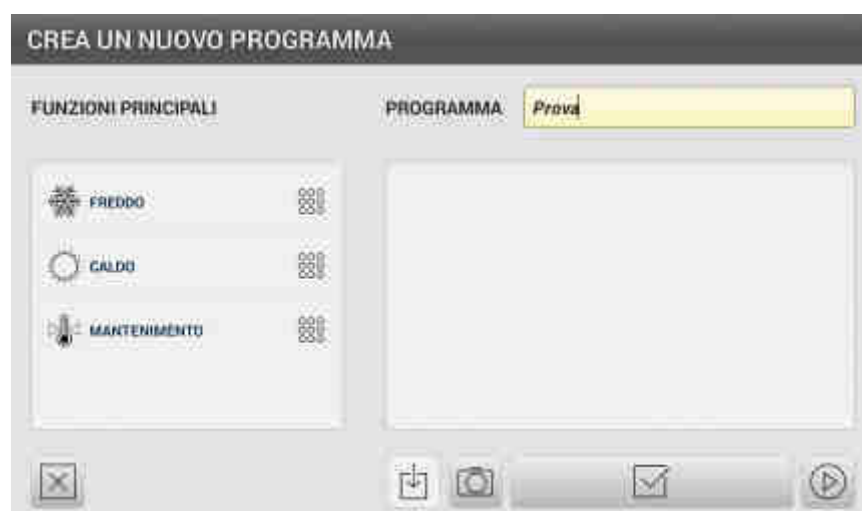 CREA UN NUOVO PROGRAMMA
FUNZIONI PRINCIPALI
PROGRAMMA Prova
FREDDO
CALDO
MANTENIMENTO